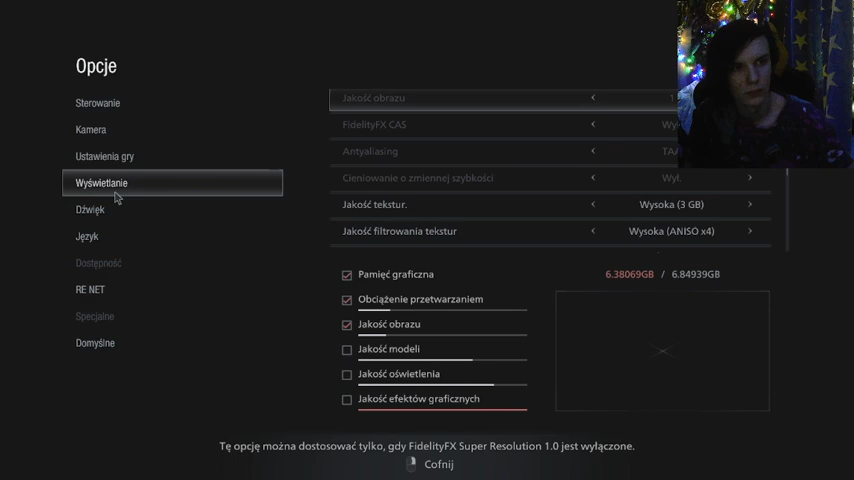 Opcje
Sterowanie
Kamera
Ustawienia gry
Wyświetlanie
Dźwięk
Język
Dostępność
RE NET
Specjalne
Domyślne
Jakość obrazu
FidelityFX CAS
Antyaliasing
Cieniowanie o zmiennej szybkości Wył.
Jakość tekstur. Wysoka (3 GB)
Jakość filtrowania tekstur Wysoka (ANISO x4)
Pamięć graficzna 6.38069GB / 6.84939GB
Obciążenie przetwarzaniem
Jakość obrazu
Jakość modeli
Jakość oświetlenia
Jakość efektów graficznych
Tę opcję można dostosować tylko, gdy FidelityFX Super Resolution 1.0 jest wyłączone.
Cofnij